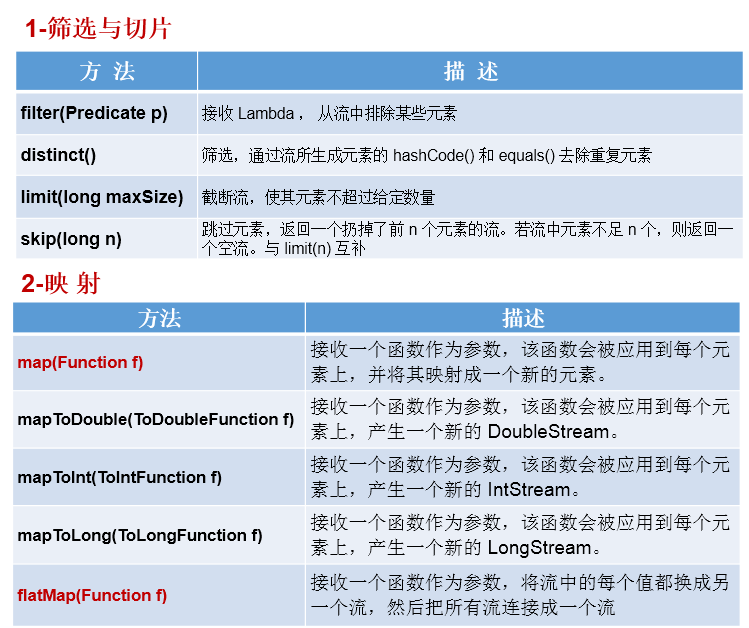 1-筛选与切片
方 法 描 述
filter(Predicate p) 接收 Lambda ， 从流中排除某些元素
distinct() 筛选，通过流所生成元素的 hashCode() 和 equals() 去除重复元素
limit(long maxSize) 截断流，使其元素不超过给定数量
skip(long n) 跳过元素，返回一个扔掉了前 n 个元素的流。若流中元素不足 n 个，则返回一
个空流。与 limit(n) 互补
2-映 射
方法 描述
map(Function f) 接收一个函数作为参数，该函数会被应用到每个元
素上，并将其映射成一个新的元素。
mapToDouble(ToDoubleFunction f) 接收一个函数作为参数，该函数会被应用到每个元
素上，产生一个新的 DoubleStream。
mapToInt(ToIntFunction f) 接收一个函数作为参数，该函数会被应用到每个元
素上，产生一个新的 IntStream。
mapToLong(ToLongFunction f) 接收一个函数作为参数，该函数会被应用到每个元
素上，产生一个新的 LongStream。
flatMap(Function f) 接收一个函数作为参数，将流中的每个值都换成另
一个流，然后把所有流连接成一个流